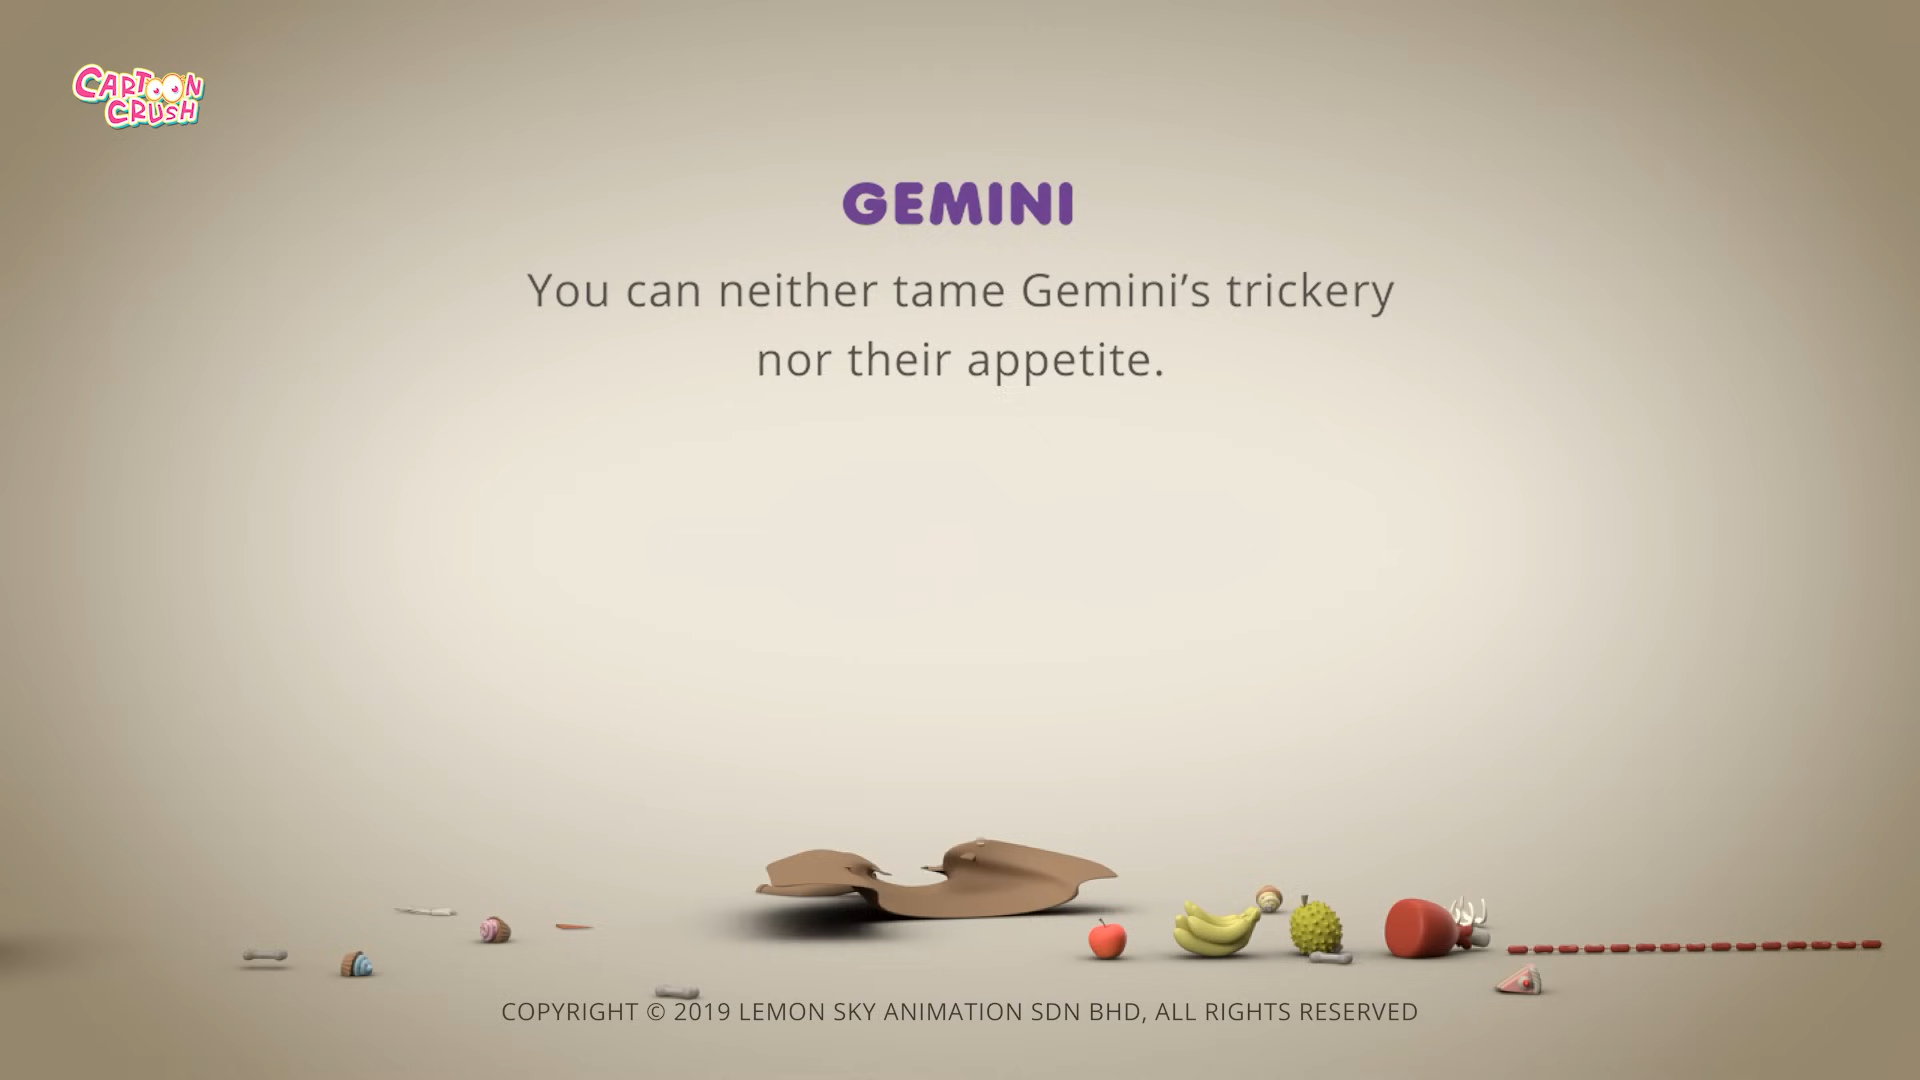 CARTOON
CRUSH
GEMINI
You can neither tame Gemini’s trickery
nor their appetite.
COPYRIGHT © 2019 LEMON SKY ANIMATION SDN BHD, ALL RIGHTS RESERVED